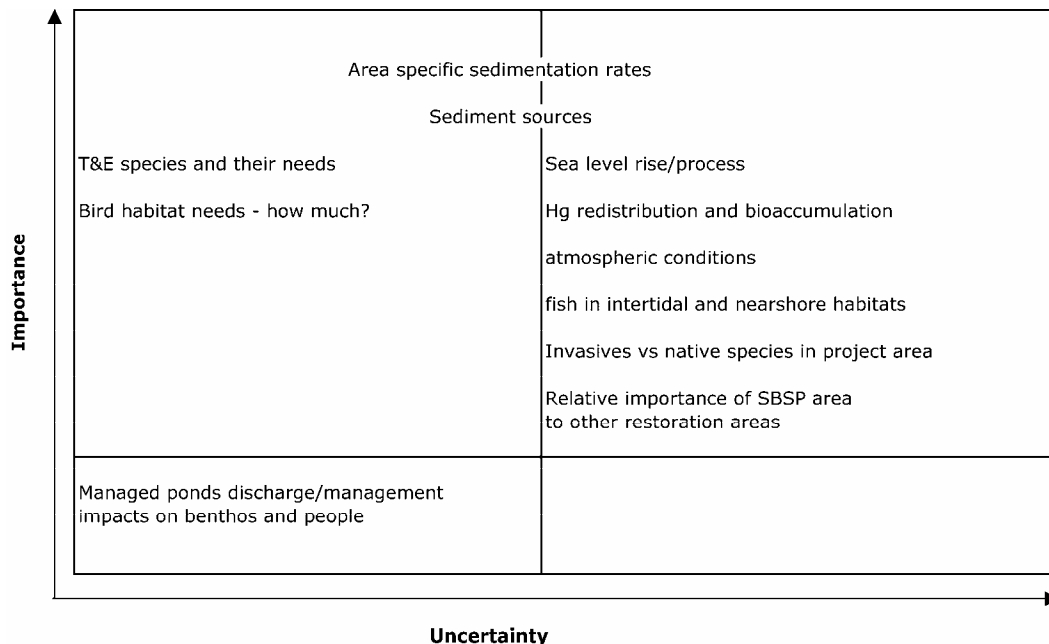 Area specific sedimentation rates
Sediment sources
T&E species and their needs
Sea level rise/process
Bird habitat needs - how much?
Hg redistribution and bioaccumulation
atmospheric conditions
fish in intertidal and nearshore habitats
Invasives vs native species in project area
Relative importance of SBSP area
to other restoration areas
Managed ponds discharge/management
impacts on benthos and people
Importance
Uncertainty